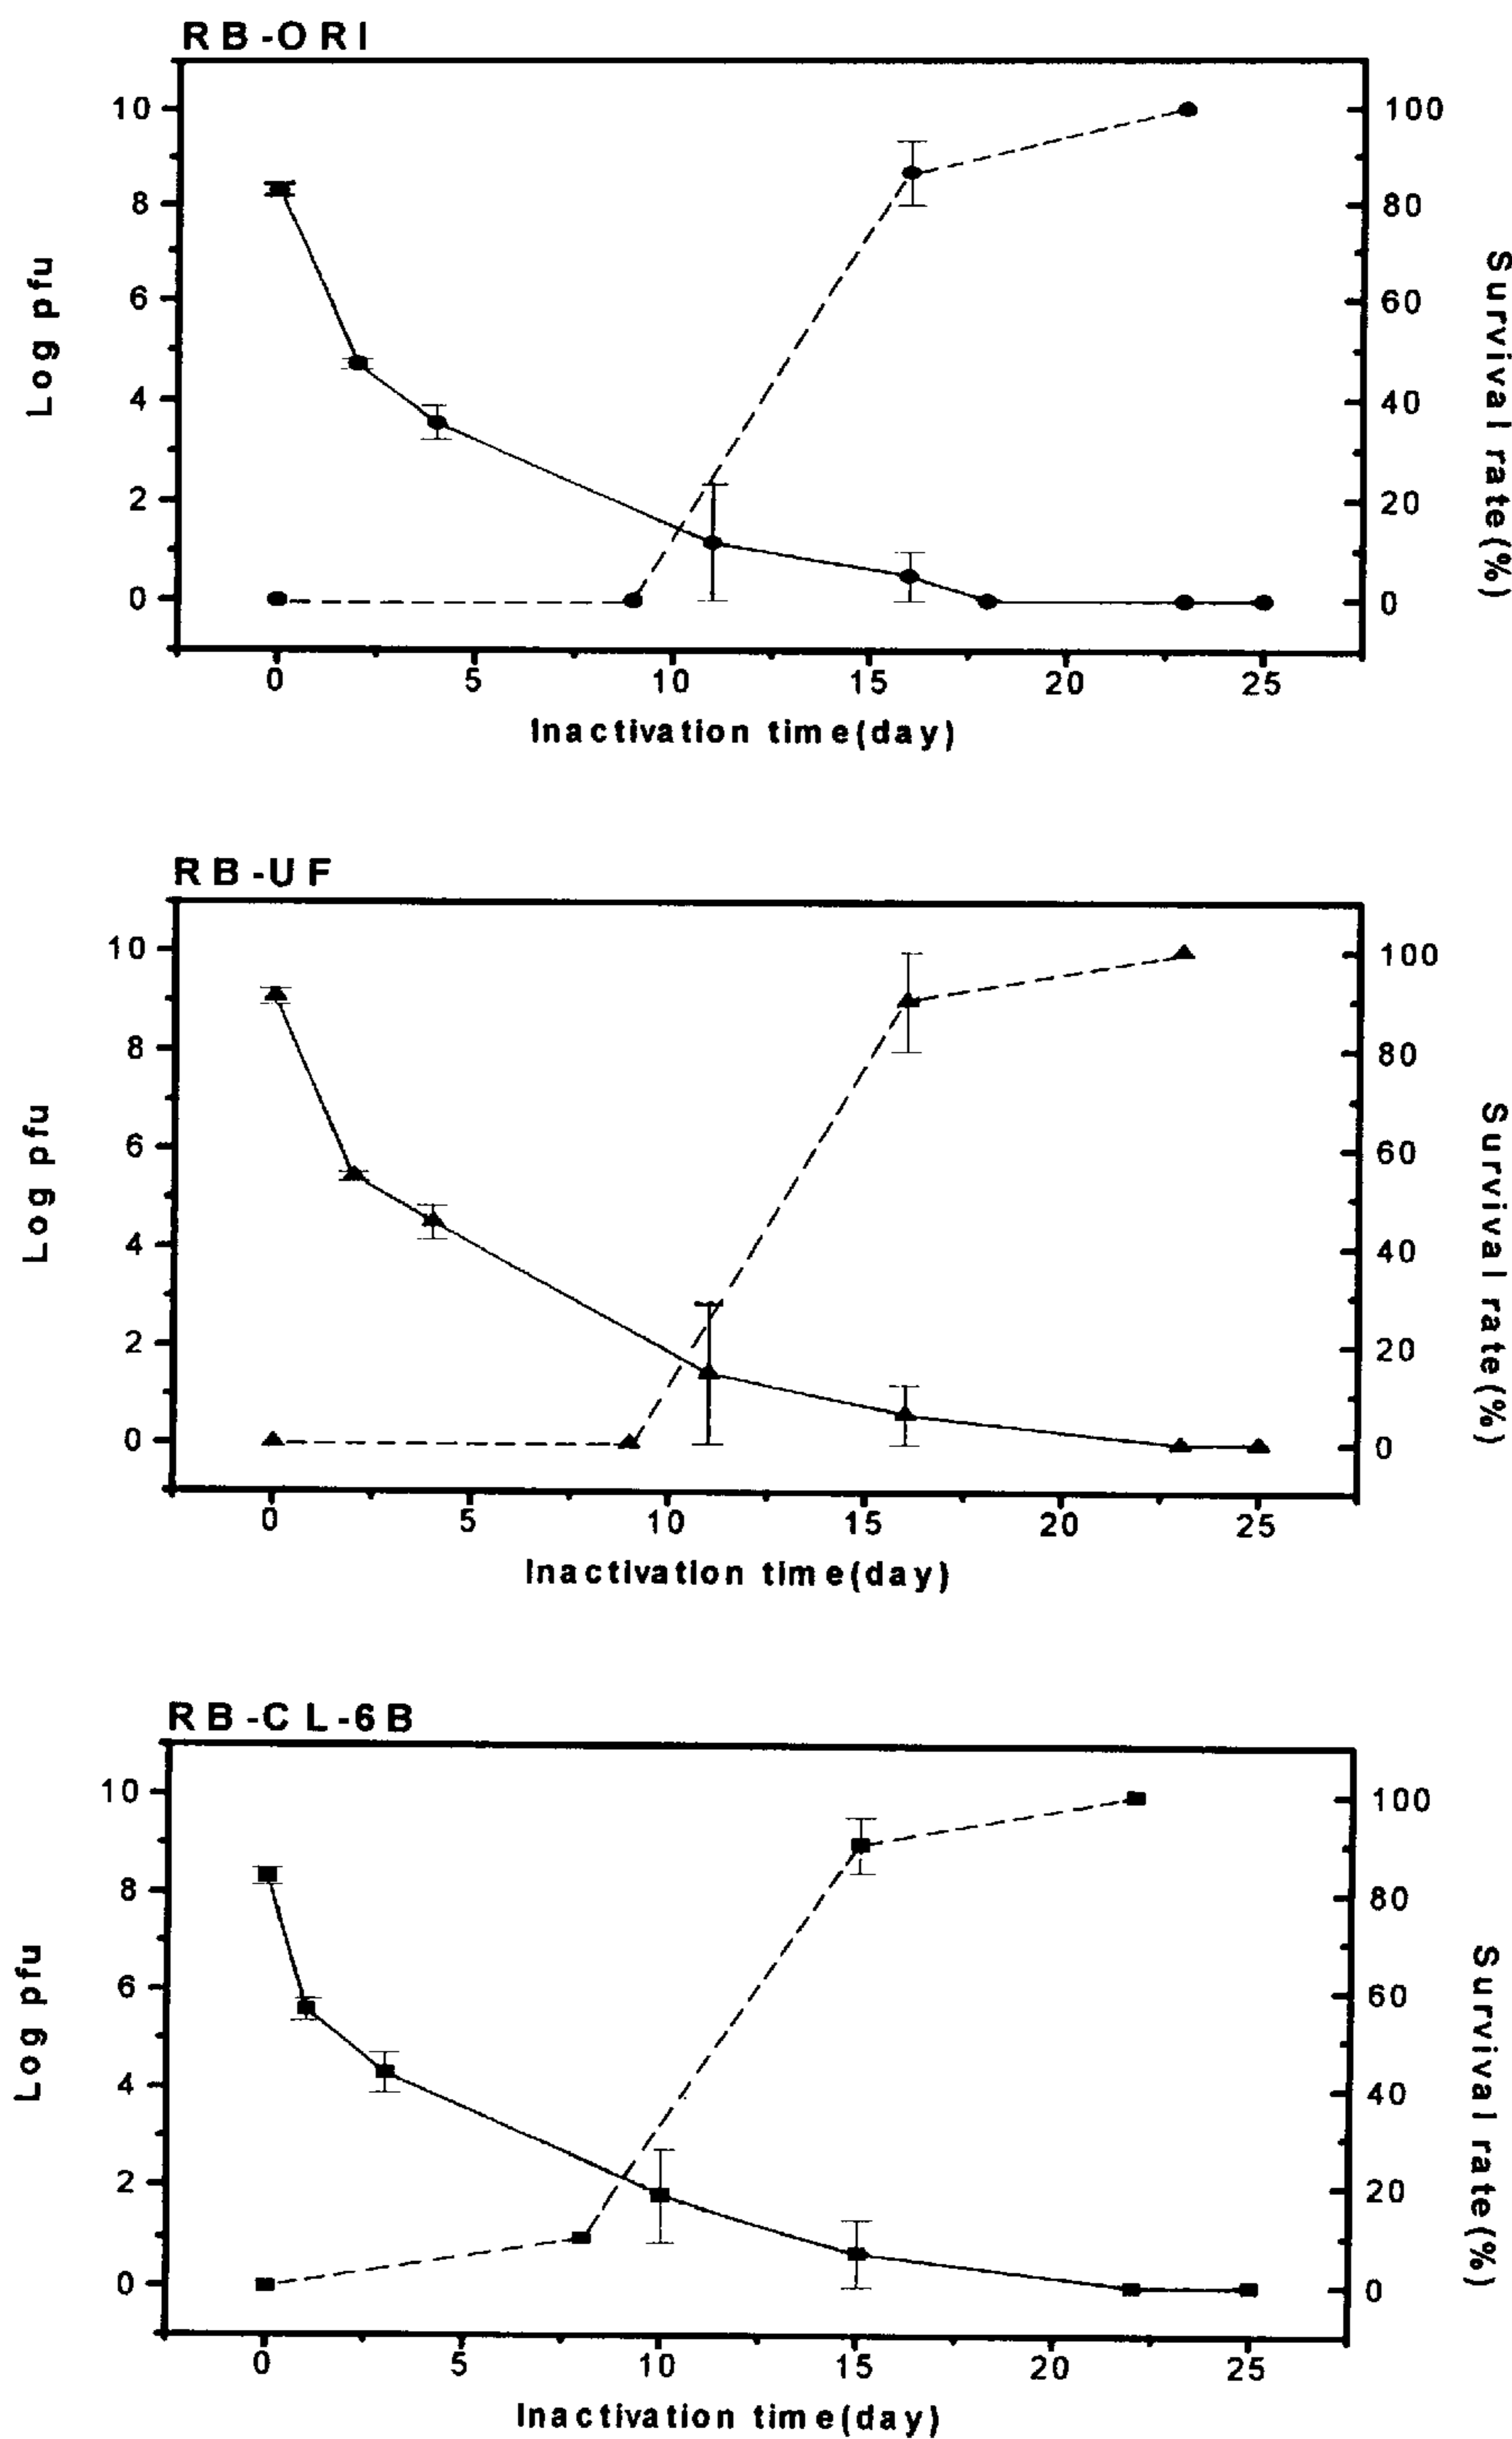 RB-ORI
10 100
8 80
6 60
4 40
2 20
0 0
Log pfu
Survival rate(%)
0 5 10 15 20 25
Inactivation time(day)
RB-UF
10 100
8 80
6 60
4 40
2 20
0 0
Log pfu
Survival rate(%)
0 5 10 15 20 25
Inactivation time(day)
RB-CL-6B
10 100
8 80
6 60
4 40
2 20
0 0
Log pfu
Survival rate(%)
0 5 10 15 20 25
Inactivation time(day)